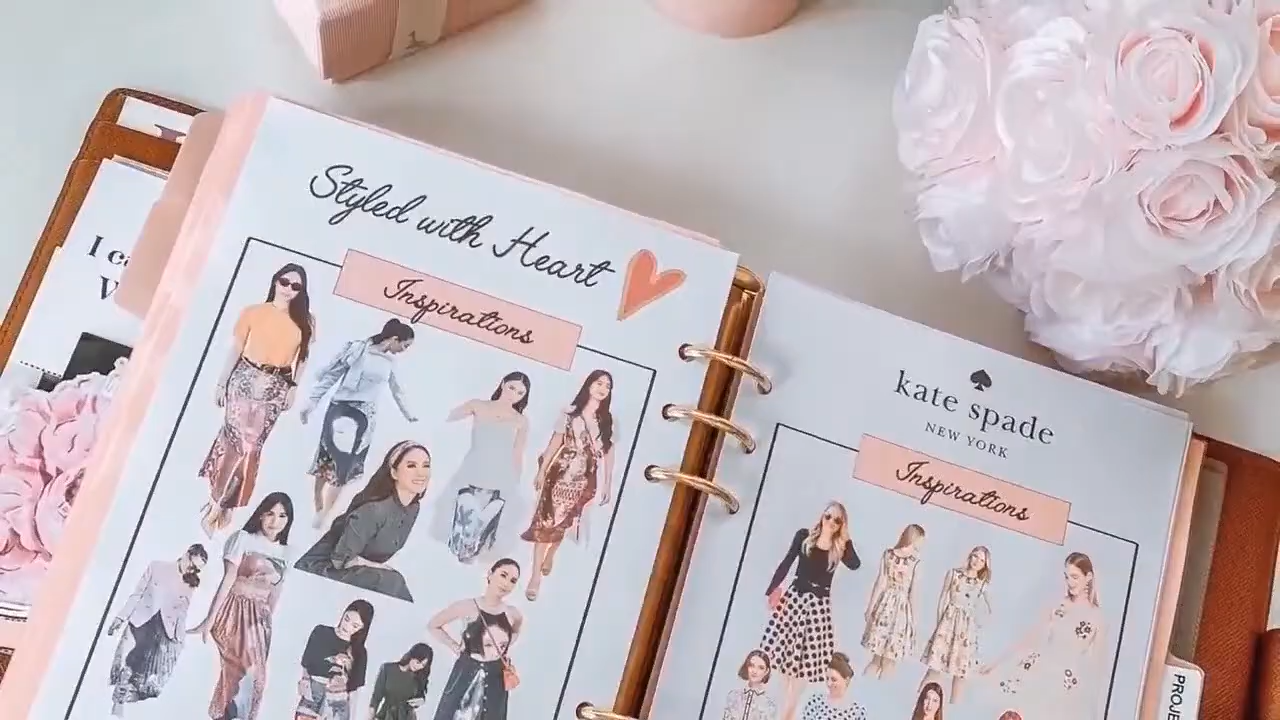 Styled with Heart
Inspirations
kate spade
NEW YORK
Inspirations